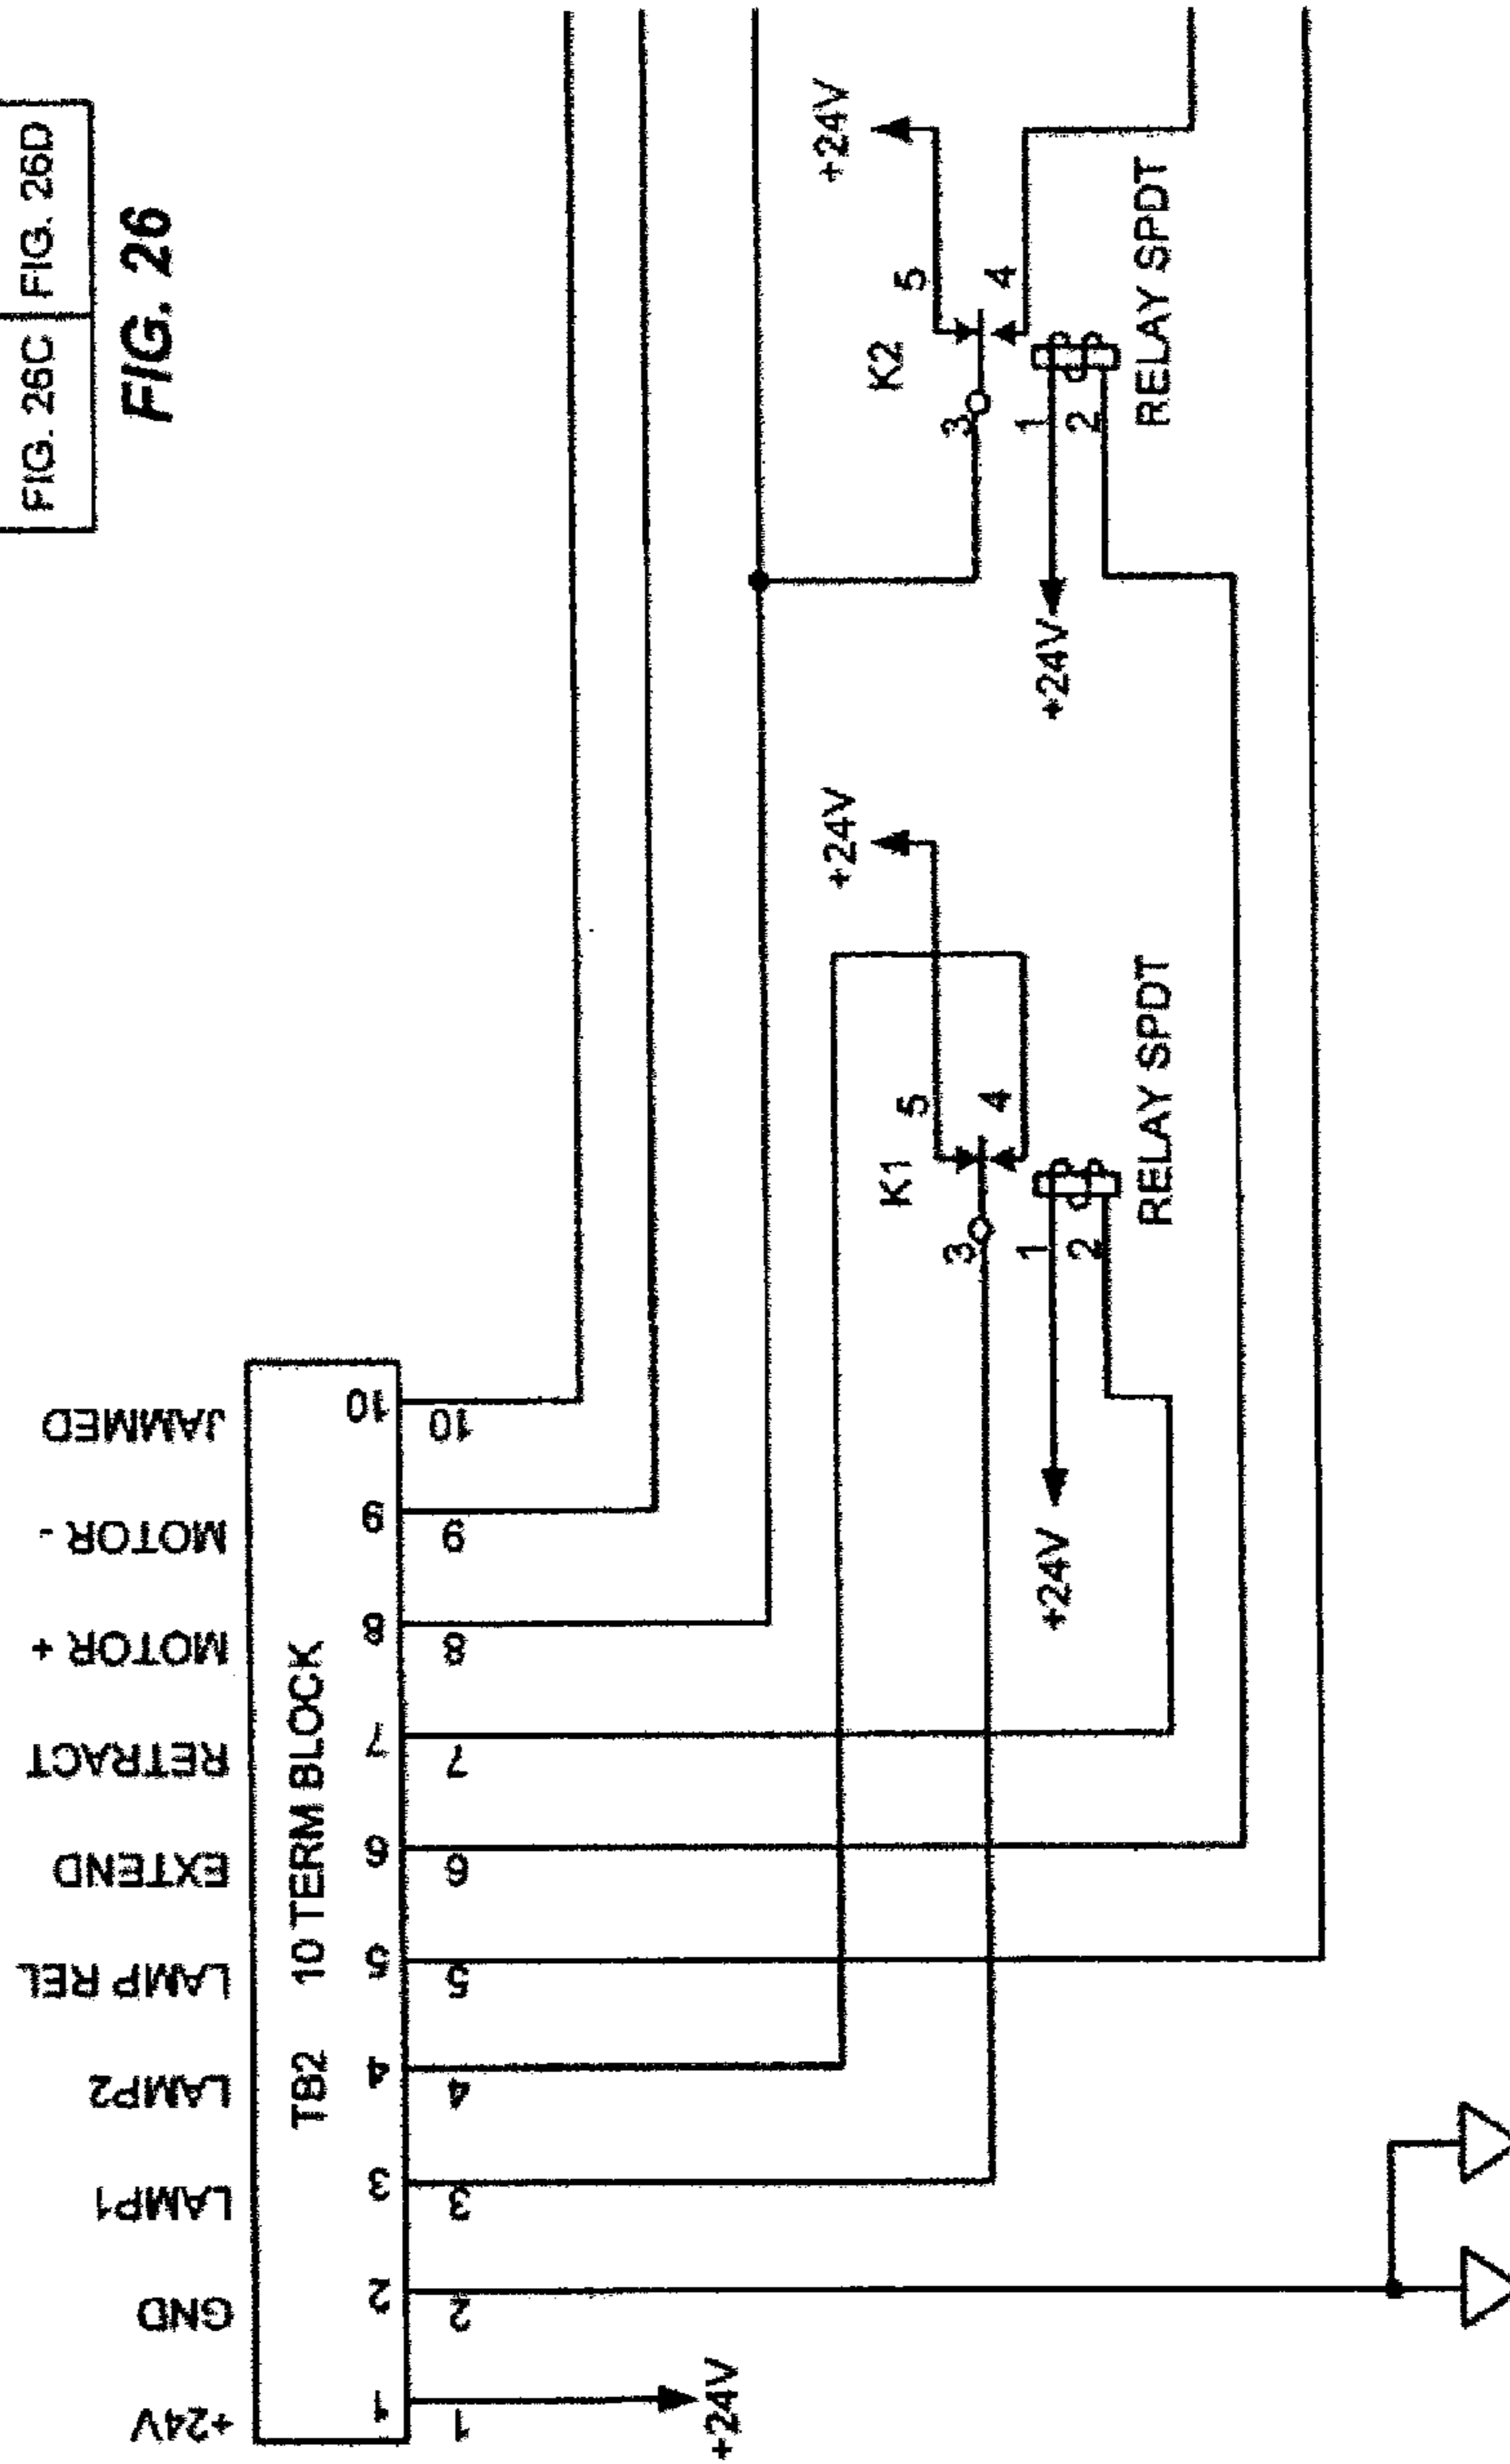 FIG. 26C FIG. 26D
FIG. 26
+24V
GND
LAMP1
LAMP2
LAMP REL
EXTEND
RETRACT
MOTOR +
MOTOR -
JAMMED
TB2 10 TERM BLOCK
1 2 3 4 5 6 7 8 9 10
1 2 3 4 5 6 7 8 9 10
+24V
K1
+24V
5
4
3
1
2
+24V
RELAY SPDT
K2
+24V
5
4
3
1
2
+24V
RELAY SPDT